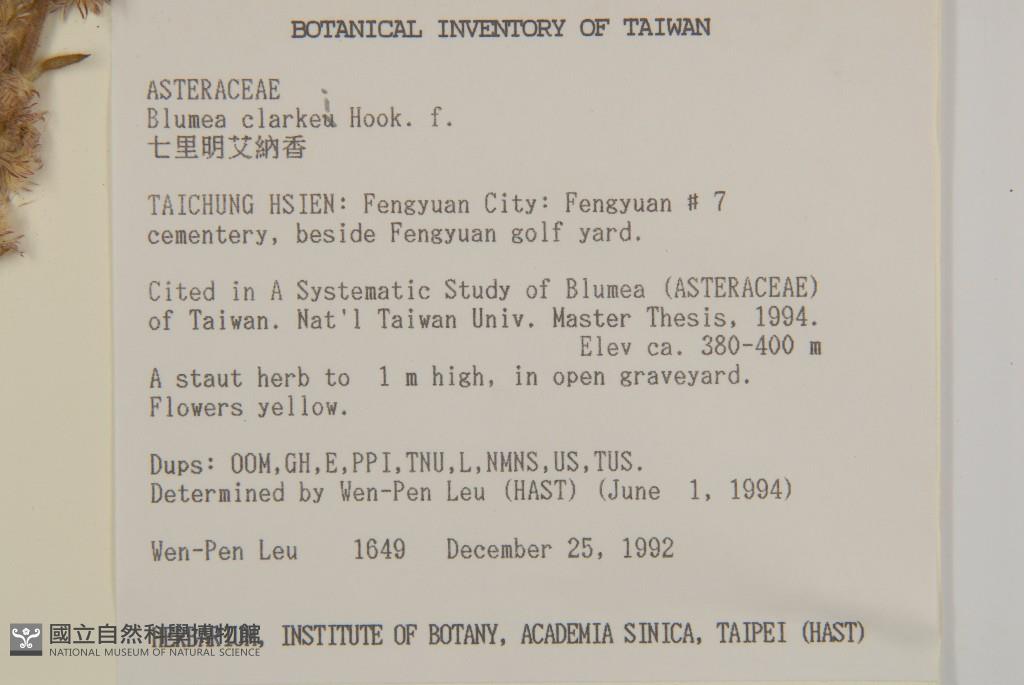 BOTANICAL INVENTORY OF TAIWAN
ASTERACEAE
Blumea clarkei Hook. f.
七里明艾納香
TAICHUNG HSIEN: Fengyuan City: Fengyuan # 7
cementery, beside Fengyuan golf yard.
Cited in A Systematic Study of Blumea (ASTERACEAE)
of Taiwan. Nat'l Taiwan Univ. Master Thesis, 1994.
Elev ca. 380-400 m
A staut herb to 1 m high, in open graveyard.
Flowers yellow.
Dups: OOM,GH,E,PPI,TNU,L,NMNS,US,TUS.
Determined by Wen-Pen Leu (HAST) (June 1, 1994)
Wen-Pen Leu 1649 December 25, 1992
HERBARIUM, INSTITUTE OF BOTANY, ACADEMIA SINICA, TAIPEI (HAST)
國立自然科學博物館
NATIONAL MUSEUM OF NATURAL SCIENCE